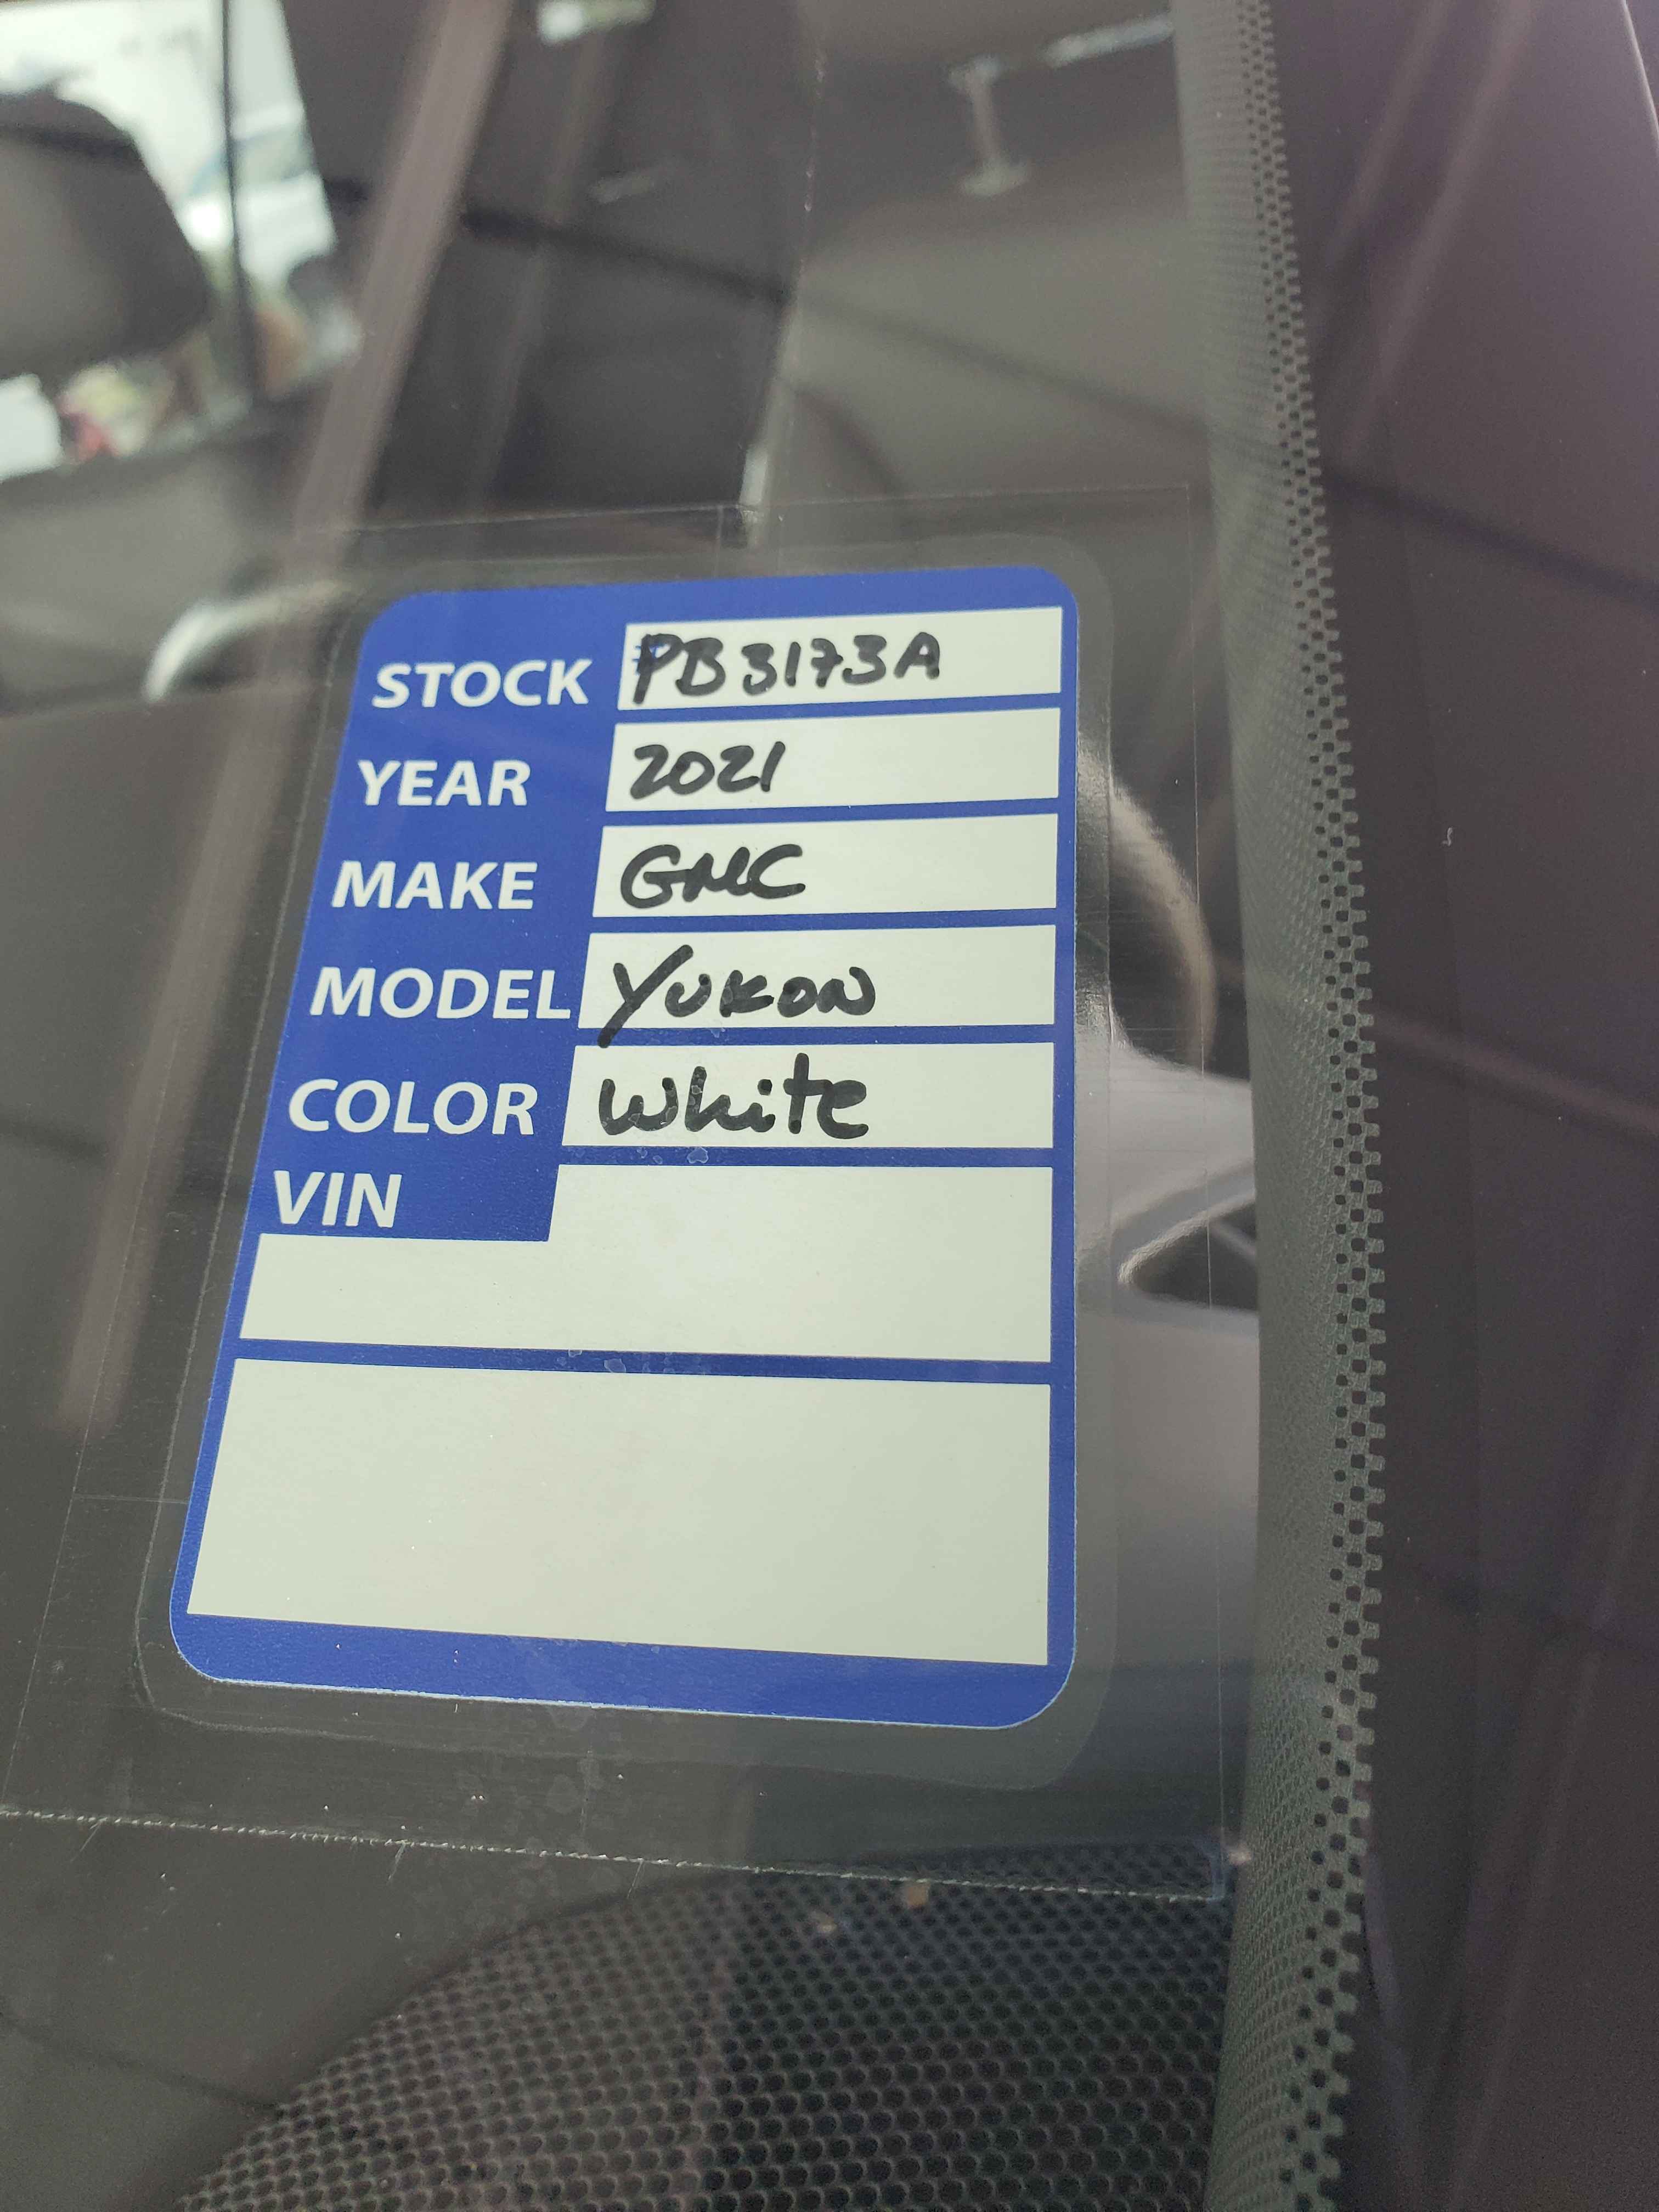 STOCK PB3173A
YEAR 2021
MAKE GMC
MODEL YUKON
COLOR White
VIN